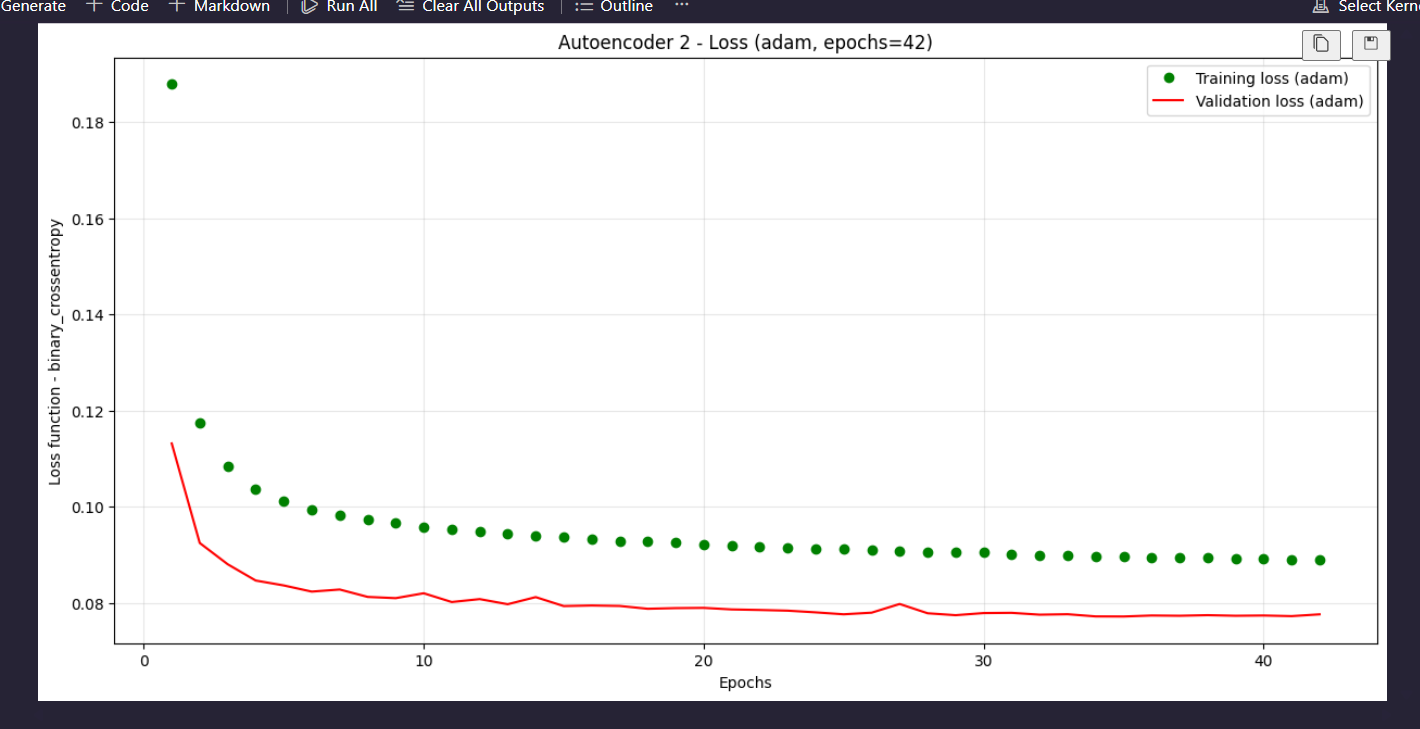 Generate + Code + Markdown Run All Clear All Outputs Outline ...
Autoencoder 2 - Loss (adam, epochs=42)
Training loss (adam)
Validation loss (adam)
Loss function - binary_crossentropy
0.18
0.16
0.14
0.12
0.10
0.08
0 10 20 30 40
Epochs